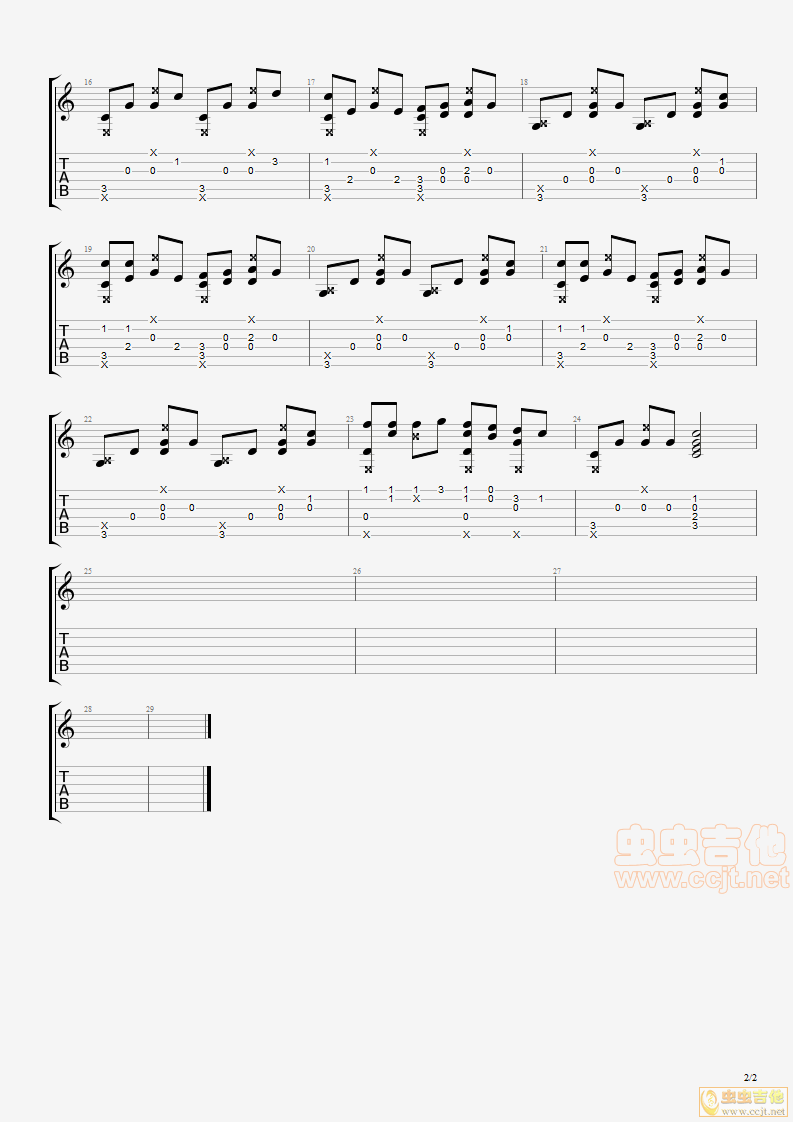 16 17 18
X X X X X X
T 1 3 1 1
0 0 0 0 0 0 2 0 0 0 0 0
A 2 2 3 0 0 0 0 0 0
B 3 3 3 3 X X
X X X X 3 3
19 20 21
X X X X X X
T 1 1 1 1 1
0 0 2 0 0 0 0 0 0 0 2 0
A 2 2 3 0 0 0 0 0 0 2 2 3 0 0
B 3 3 X X 3 3
X X 3 3 X X
22 23 24
X X 1 1 1 3 1 0 X
T 1 1 X 1 0 3 1 1
0 0 0 0 0 0 0 0 0
A 0 0 0 0 0 0 2
B X X 3 3
3 3 X X X X
25 26 27
T
A
B
28 29
T
A
B
虫虫吉他
www.ccjt.net
2/2
虫虫吉他
www.ccjt.net